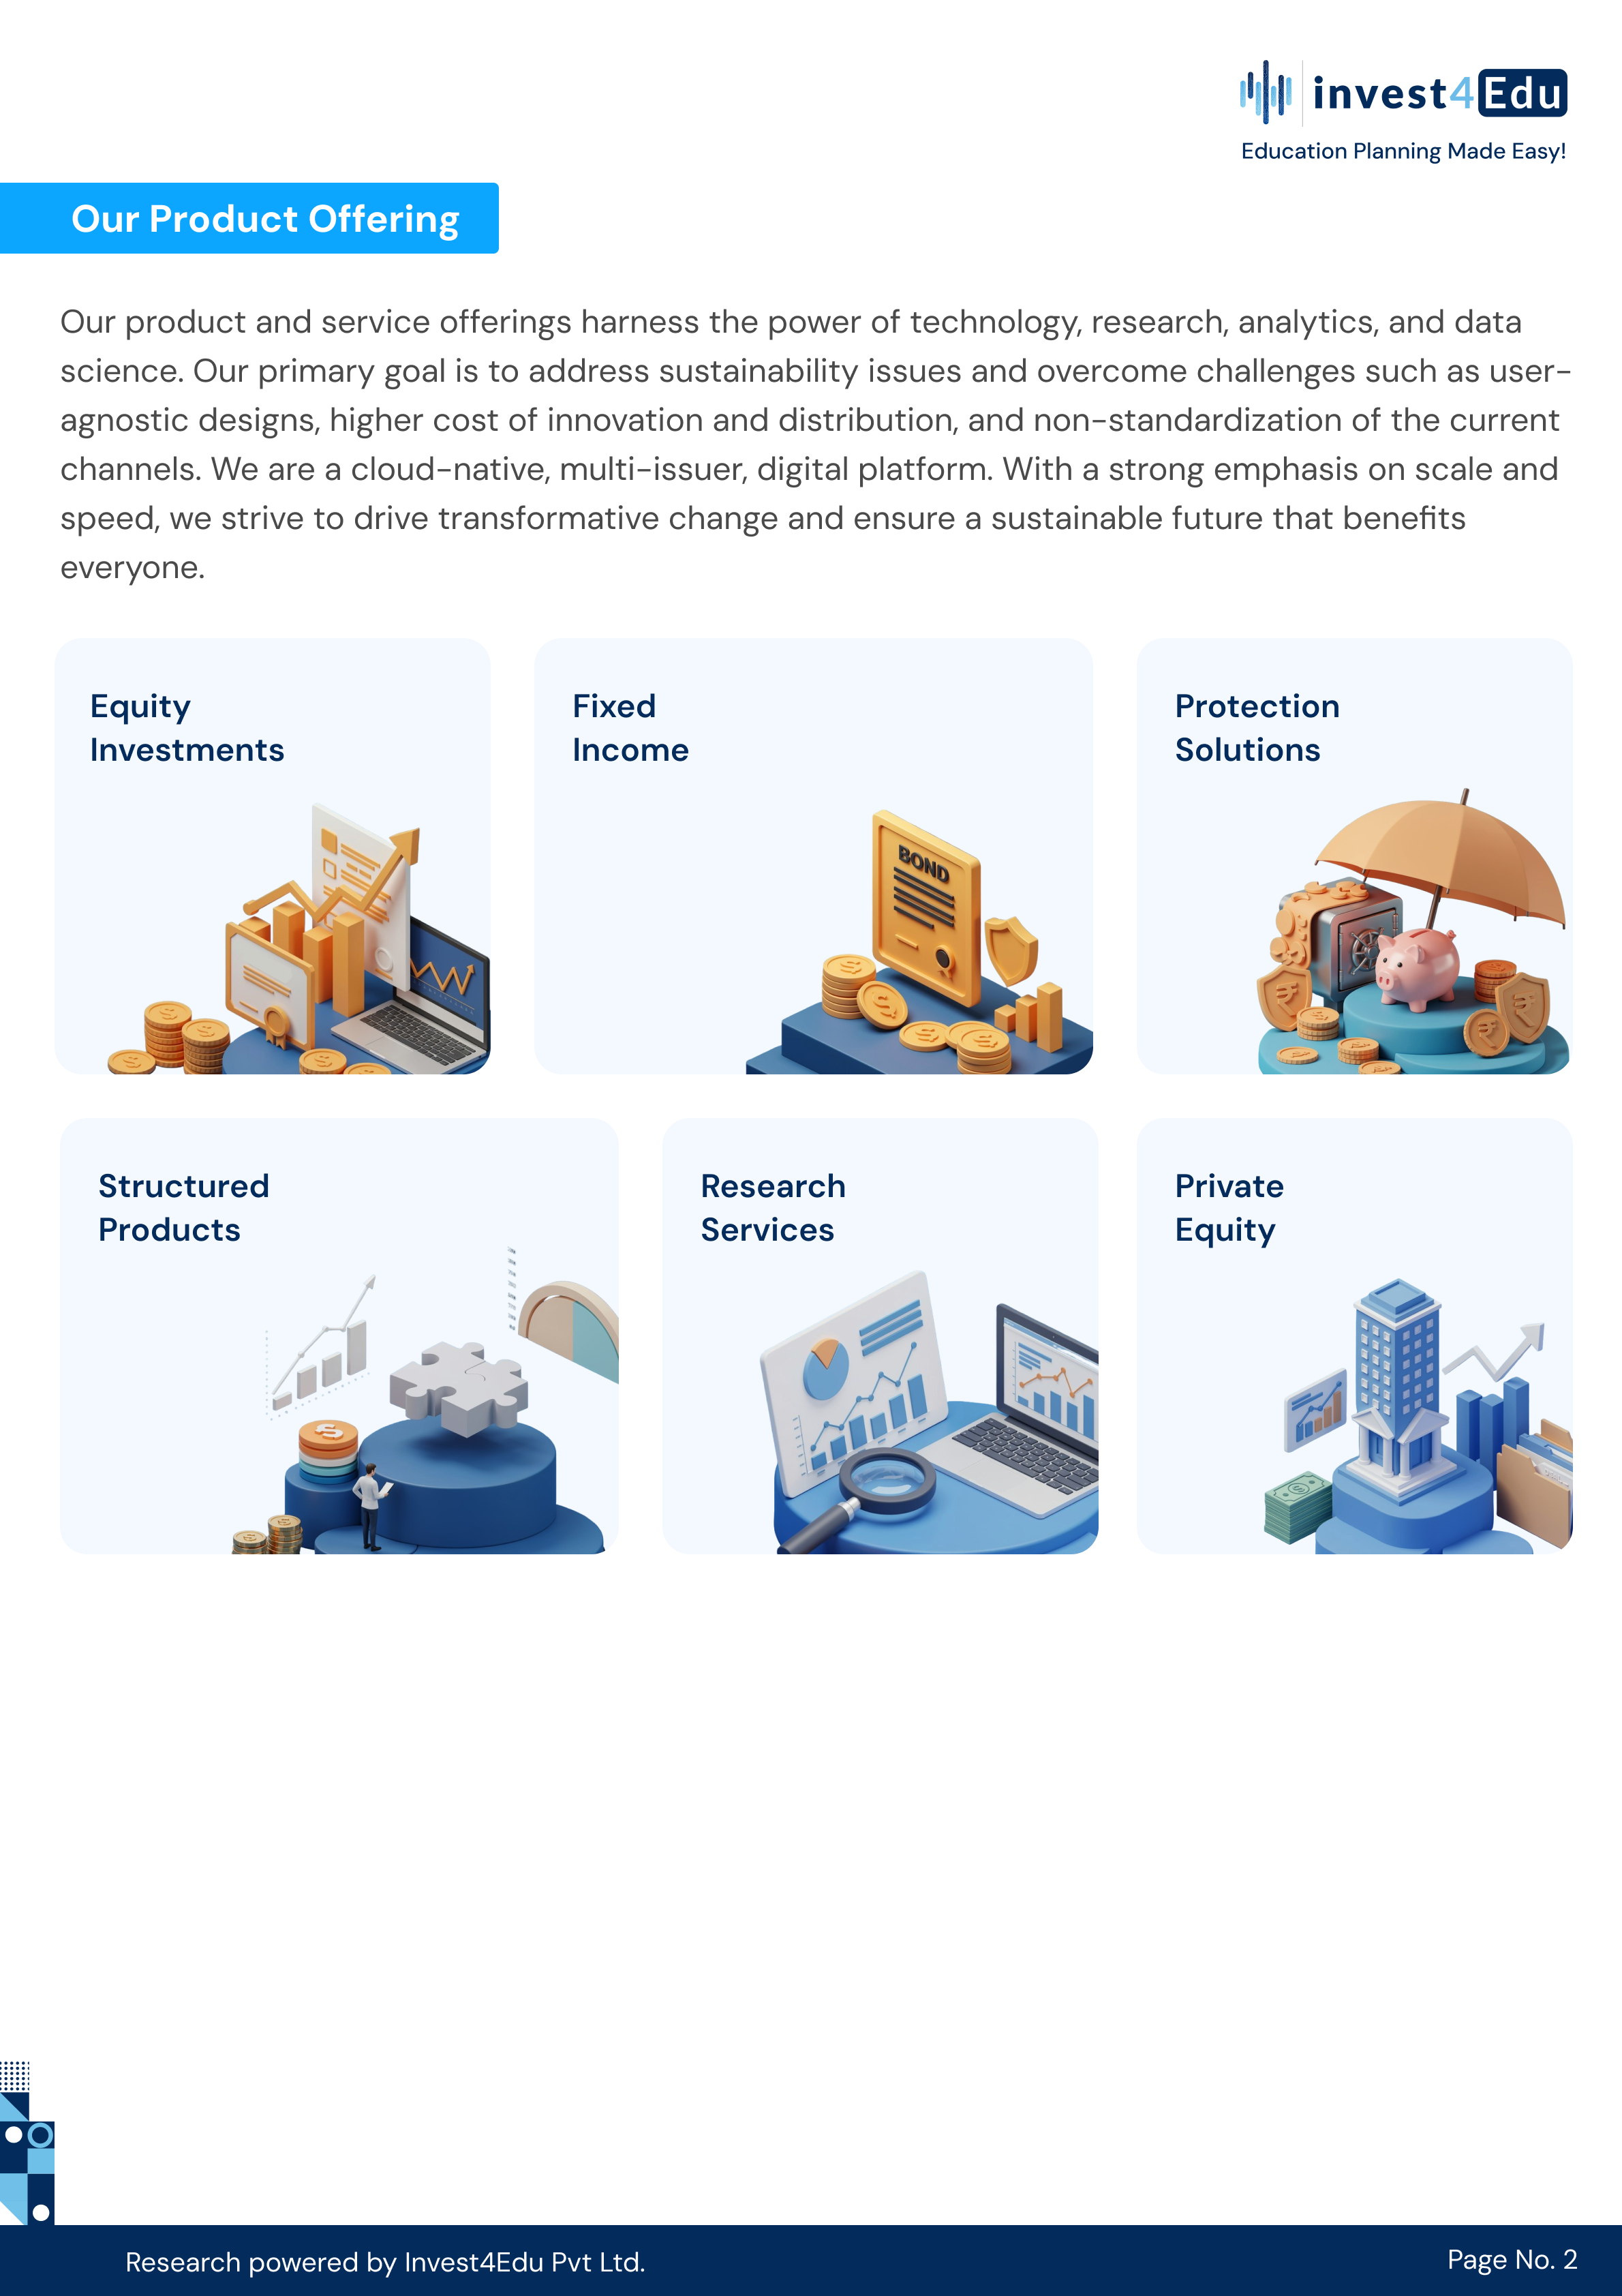 invest4Edu
Education Planning Made Easy!
Our Product Offering
Our product and service offerings harness the power of technology, research, analytics, and data
science. Our primary goal is to address sustainability issues and overcome challenges such as user-
agnostic designs, higher cost of innovation and distribution, and non-standardization of the current
channels. We are a cloud-native, multi-issuer, digital platform. With a strong emphasis on scale and
speed, we strive to drive transformative change and ensure a sustainable future that benefits
everyone.
Equity
Investments
Fixed
Income
BOND
Protection
Solutions
Structured
Products
Research
Services
Private
Equity
Research powered by Invest4Edu Pvt Ltd.
Page No. 2